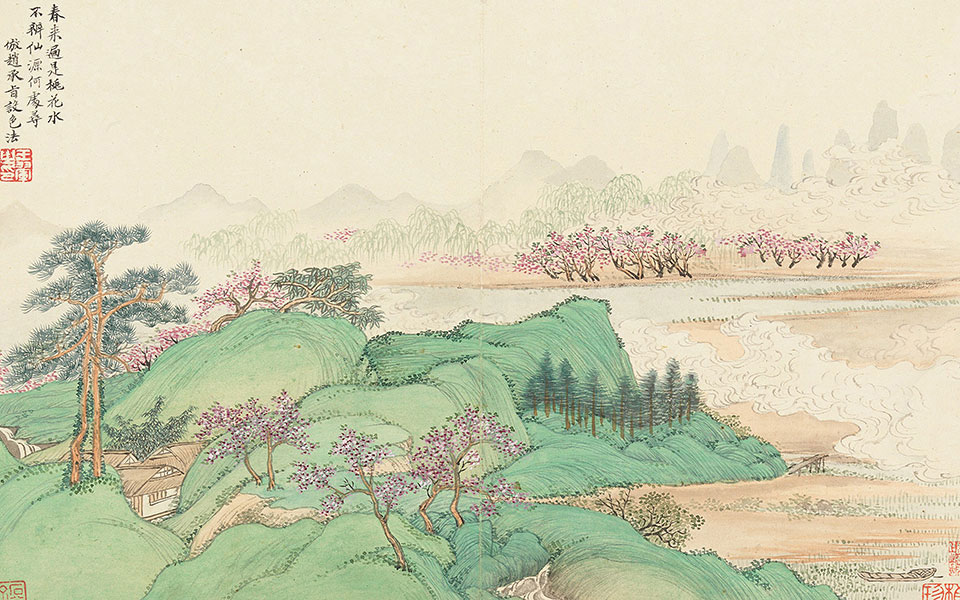 春来遍是桃花水
不辨仙源何處尋
倣趙承旨設色法